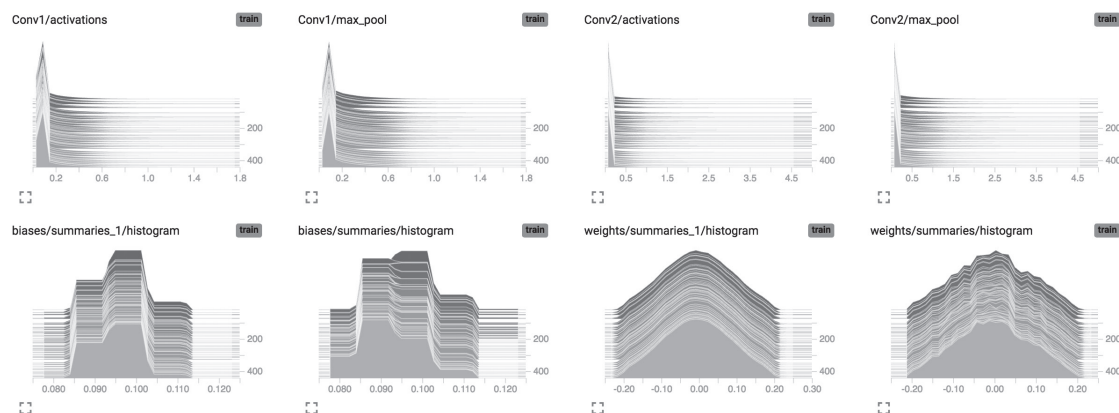 Conv1/activations train
Conv1/max_pool train
Conv2/activations train
Conv2/max_pool train
200
400
0.2 0.6 1.0 1.4 1.8
200
400
0.2 0.6 1.0 1.4 1.8
200
400
0.5 1.5 2.5 3.5 4.5
200
400
0.5 1.5 2.5 3.5 4.5
biases/summaries_1/histogram train
biases/summaries/histogram train
weights/summaries_1/histogram train
weights/summaries/histogram train
200
400
0.080 0.090 0.100 0.110 0.120
200
400
0.080 0.090 0.100 0.110 0.120
200
400
-0.20 -0.10 0.00 0.10 0.20 0.30
200
400
-0.20 -0.10 0.00 0.10 0.20